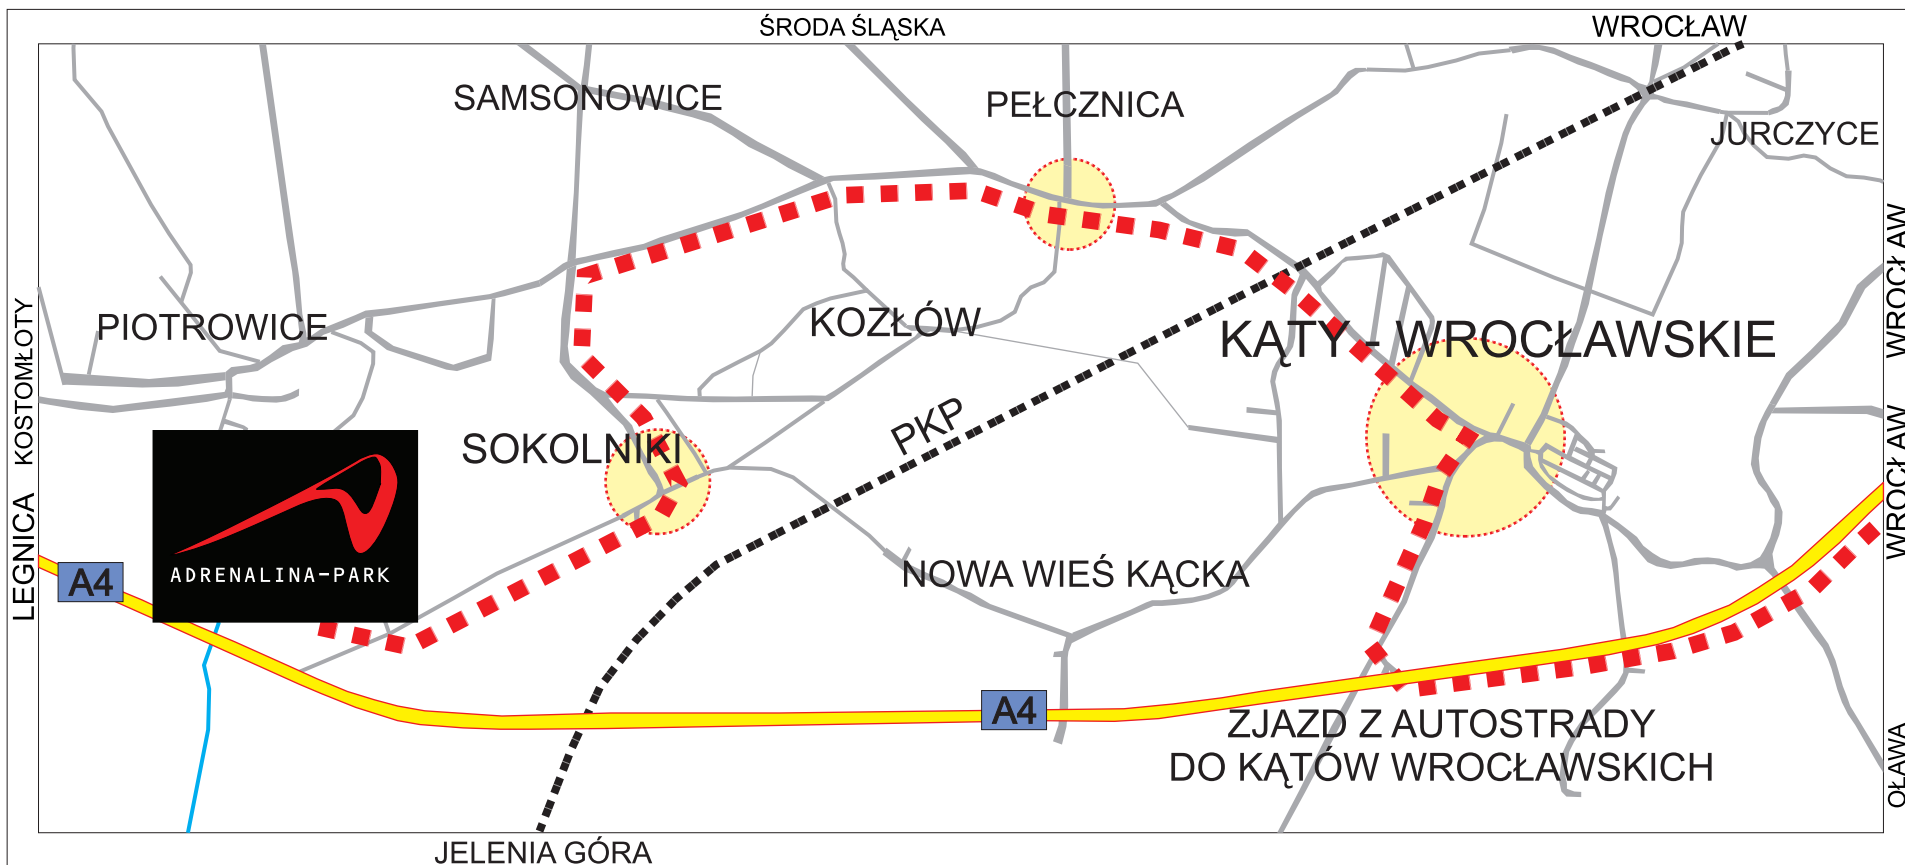 ŚRODA ŚLĄSKA
WROCŁAW
SAMSONOWICE
PEŁCZNICA
JURCZYCE
WROCŁAW
KOSTOMŁOTY
PIOTROWICE
KOZŁÓW
KĄTY - WROCŁAWSKIE
PKP
SOKOLNIKI
WROCŁAW
LEGNICA
A4
ADRENALINA-PARK
NOWA WIEŚ KĄCKA
A4
ZJAZD Z AUTOSTRADY
DO KĄTÓW WROCŁAWSKICH
OŁAWA
JELENIA GÓRA